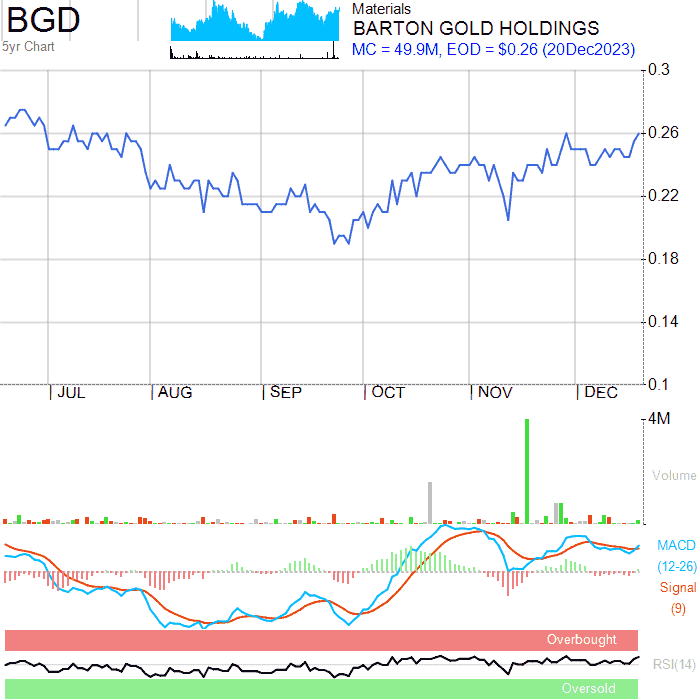 BGD
5yr Chart
Materials
BARTON GOLD HOLDINGS
MC = 49.9M, EOD = $0.26 (20Dec2023)
0.3
0.26
0.22
0.18
0.14
0.1
JUL AUG SEP OCT NOV DEC
4M
Volume
MACD
(12-26)
Signal
(9)
Overbought
RSI(14)
Oversold